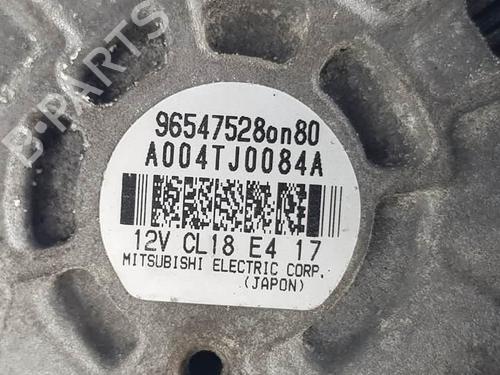 B-PARTS
96547528on80
A004TJ0084A
12V CL18 E4 17
MITSUBISHI ELECTRIC CORP.
(JAPON)